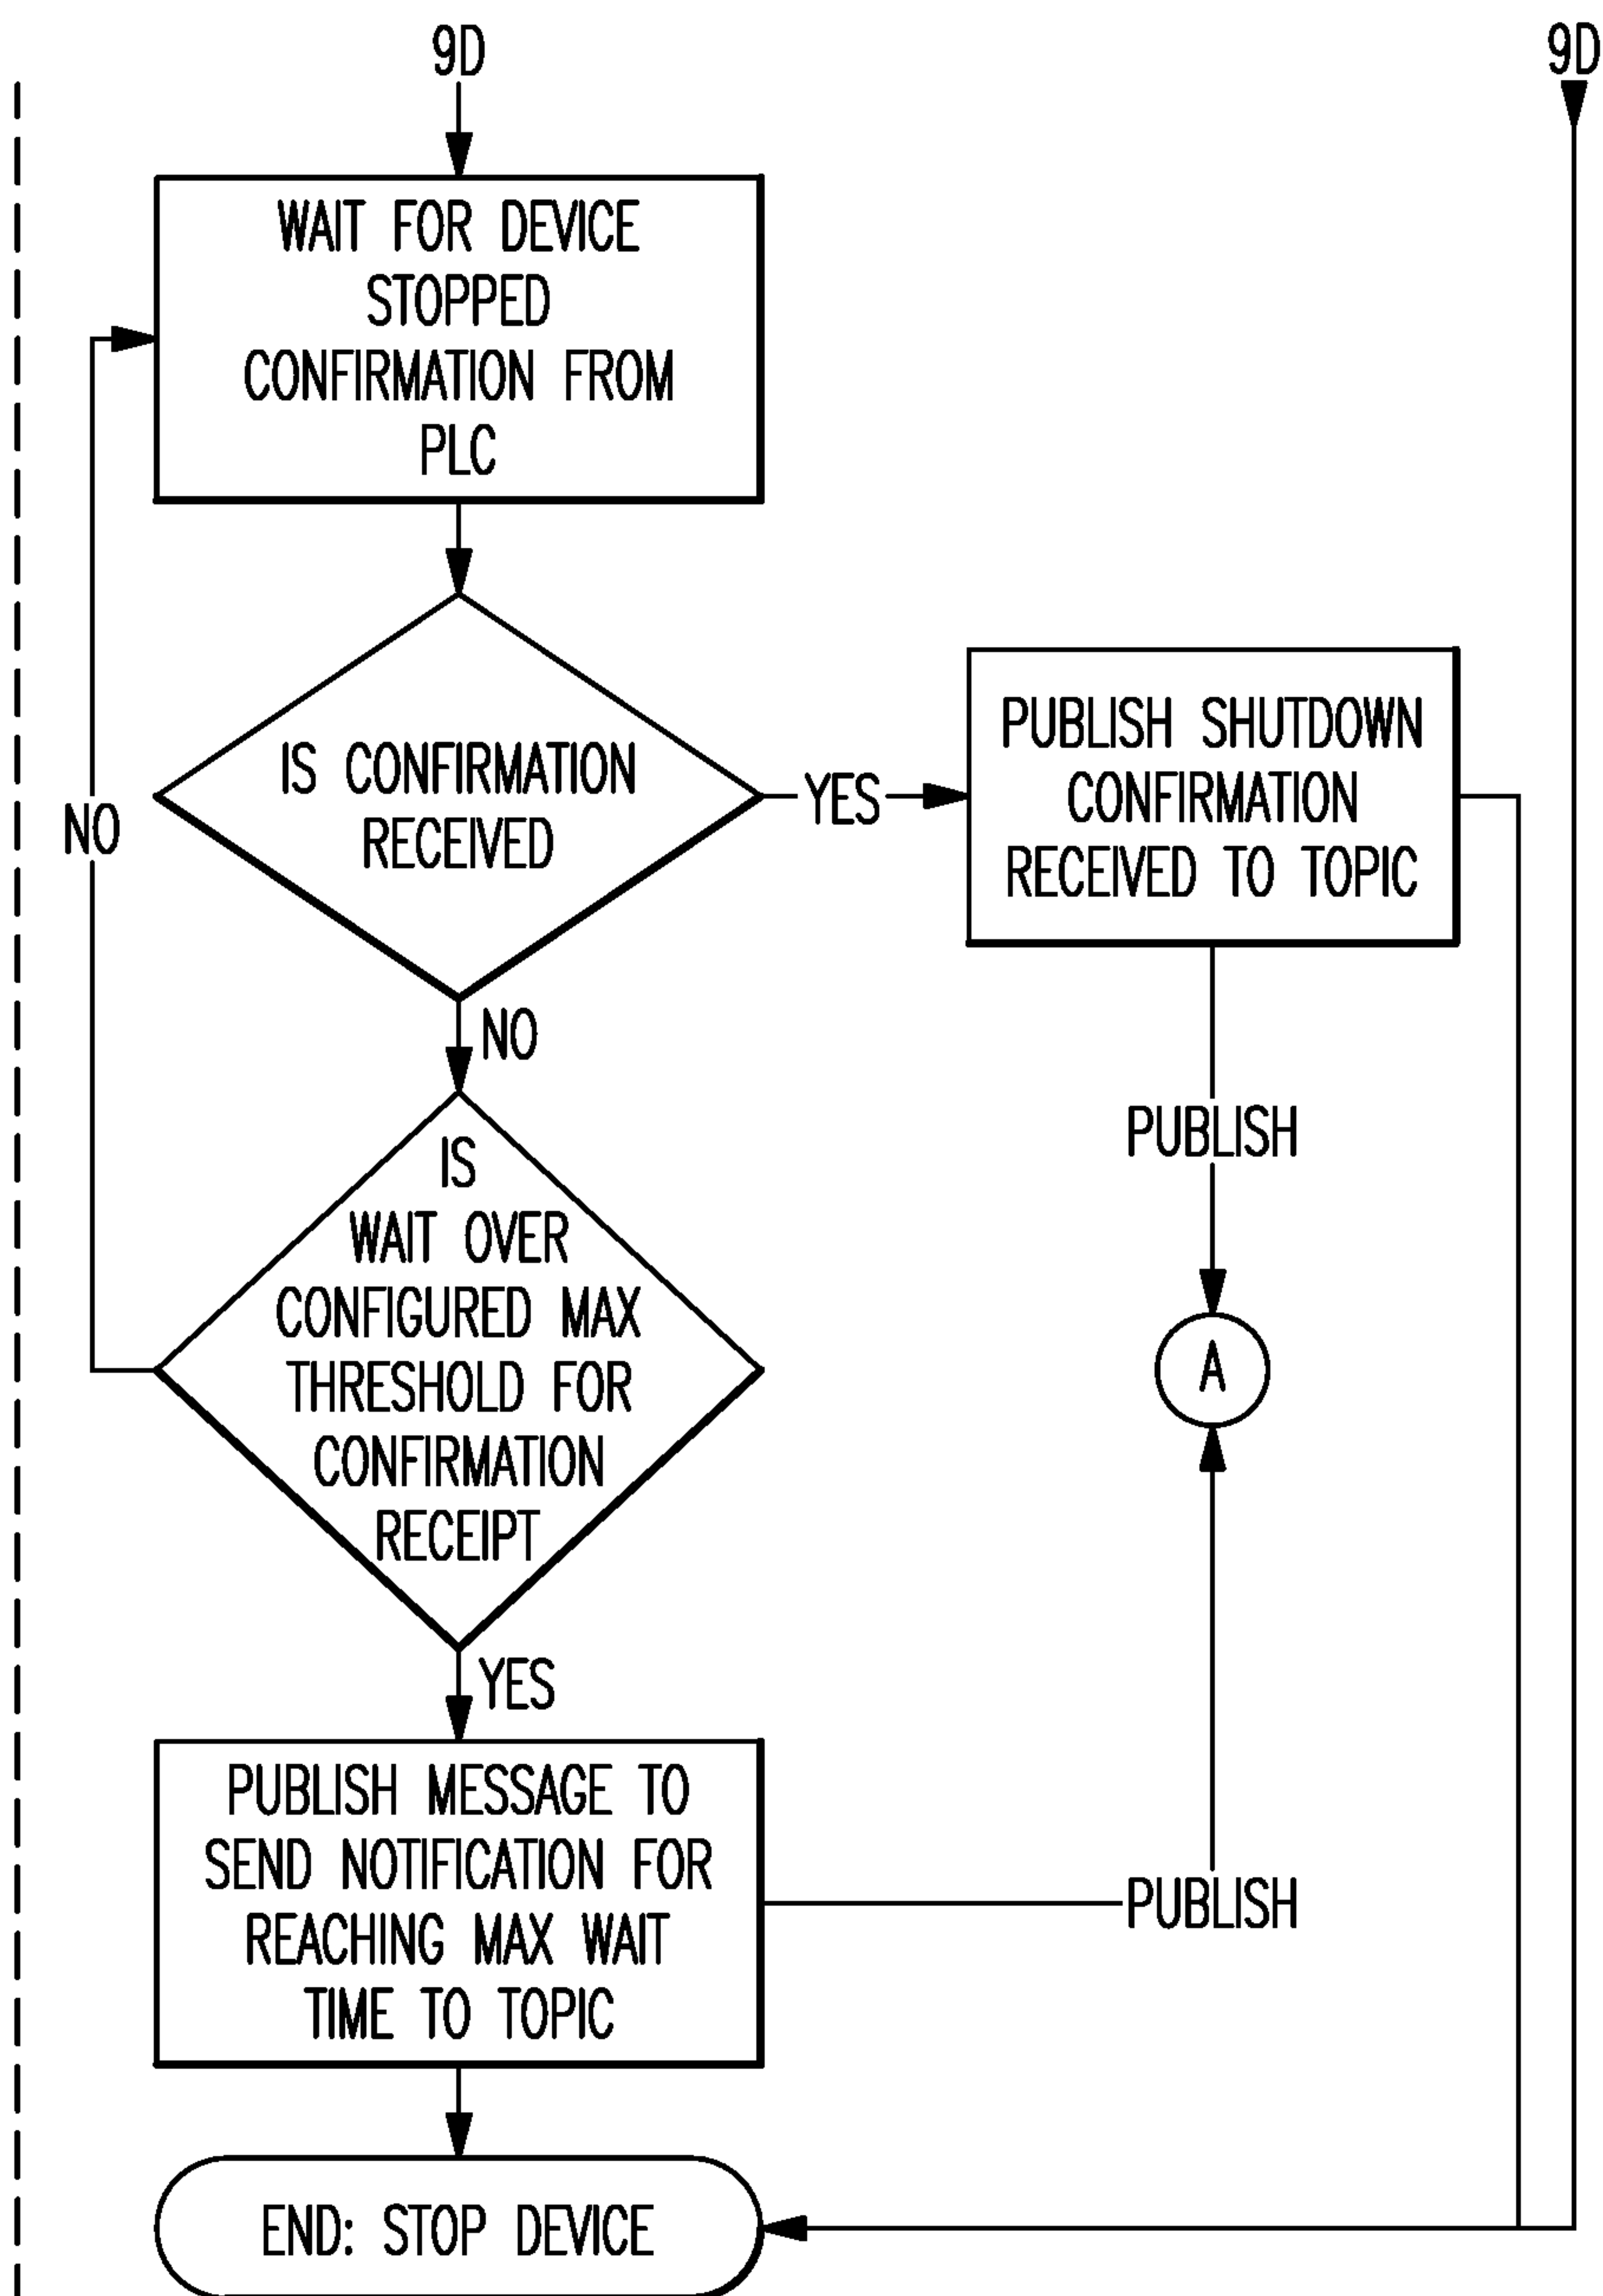 9D
9D
WAIT FOR DEVICE
STOPPED
CONFIRMATION FROM
PLC
IS CONFIRMATION
RECEIVED
YES
PUBLISH SHUTDOWN
CONFIRMATION
RECEIVED TO TOPIC
NO
NO
PUBLISH
IS
WAIT OVER
CONFIGURED MAX
THRESHOLD FOR
CONFIRMATION
RECEIPT
A
YES
PUBLISH MESSAGE TO
SEND NOTIFICATION FOR
REACHING MAX WAIT
TIME TO TOPIC
PUBLISH
END: STOP DEVICE